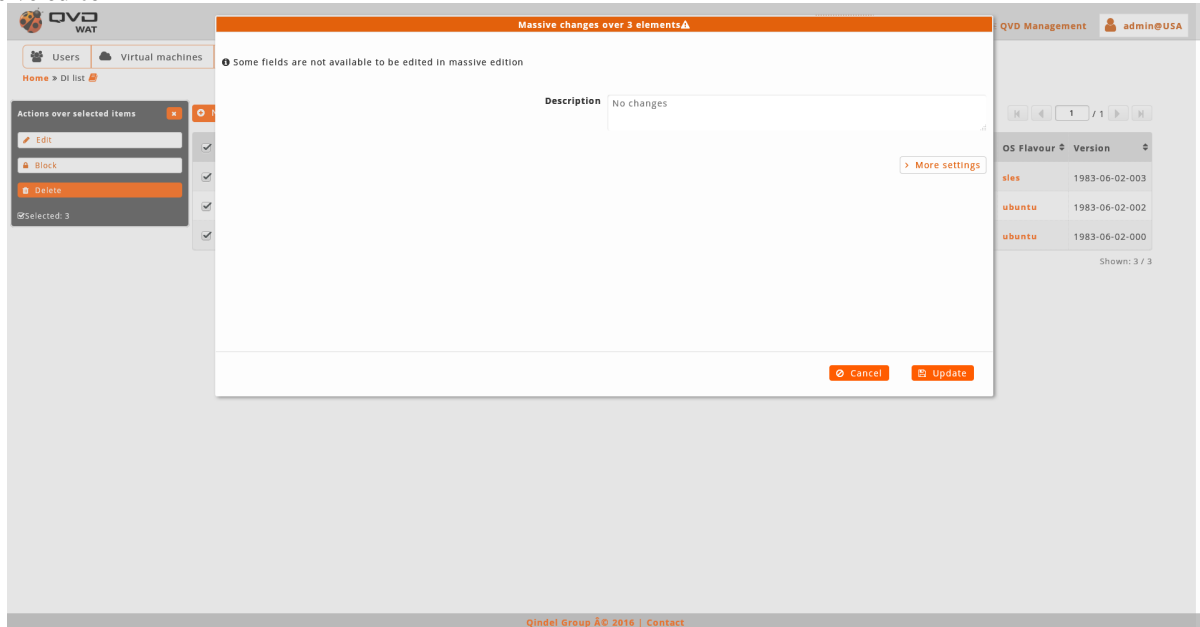 QVD
WAT
Massive changes over 3 elements
QVD Management
admin@USA
Users
Virtual machines
Home » DI list
Some fields are not available to be edited in massive edition
Description
No changes
More settings
Actions over selected items
Edit
Block
Delete
Selected: 3
1 / 1
OS Flavour
Version
sles
1983-06-02-003
ubuntu
1983-06-02-002
ubuntu
1983-06-02-000
Shown: 3 / 3
Cancel
Update
Qindel Group Â© 2016 | Contact